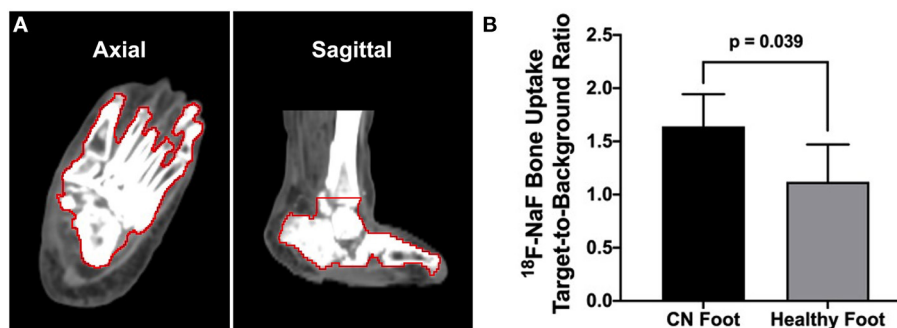 A
Axial
Sagittal
B
p = 0.039
¹⁸F-NaF Bone Uptake
Target-to-Background Ratio
2.5
2.0
1.5
1.0
0.5
0.0
CN Foot
Healthy Foot